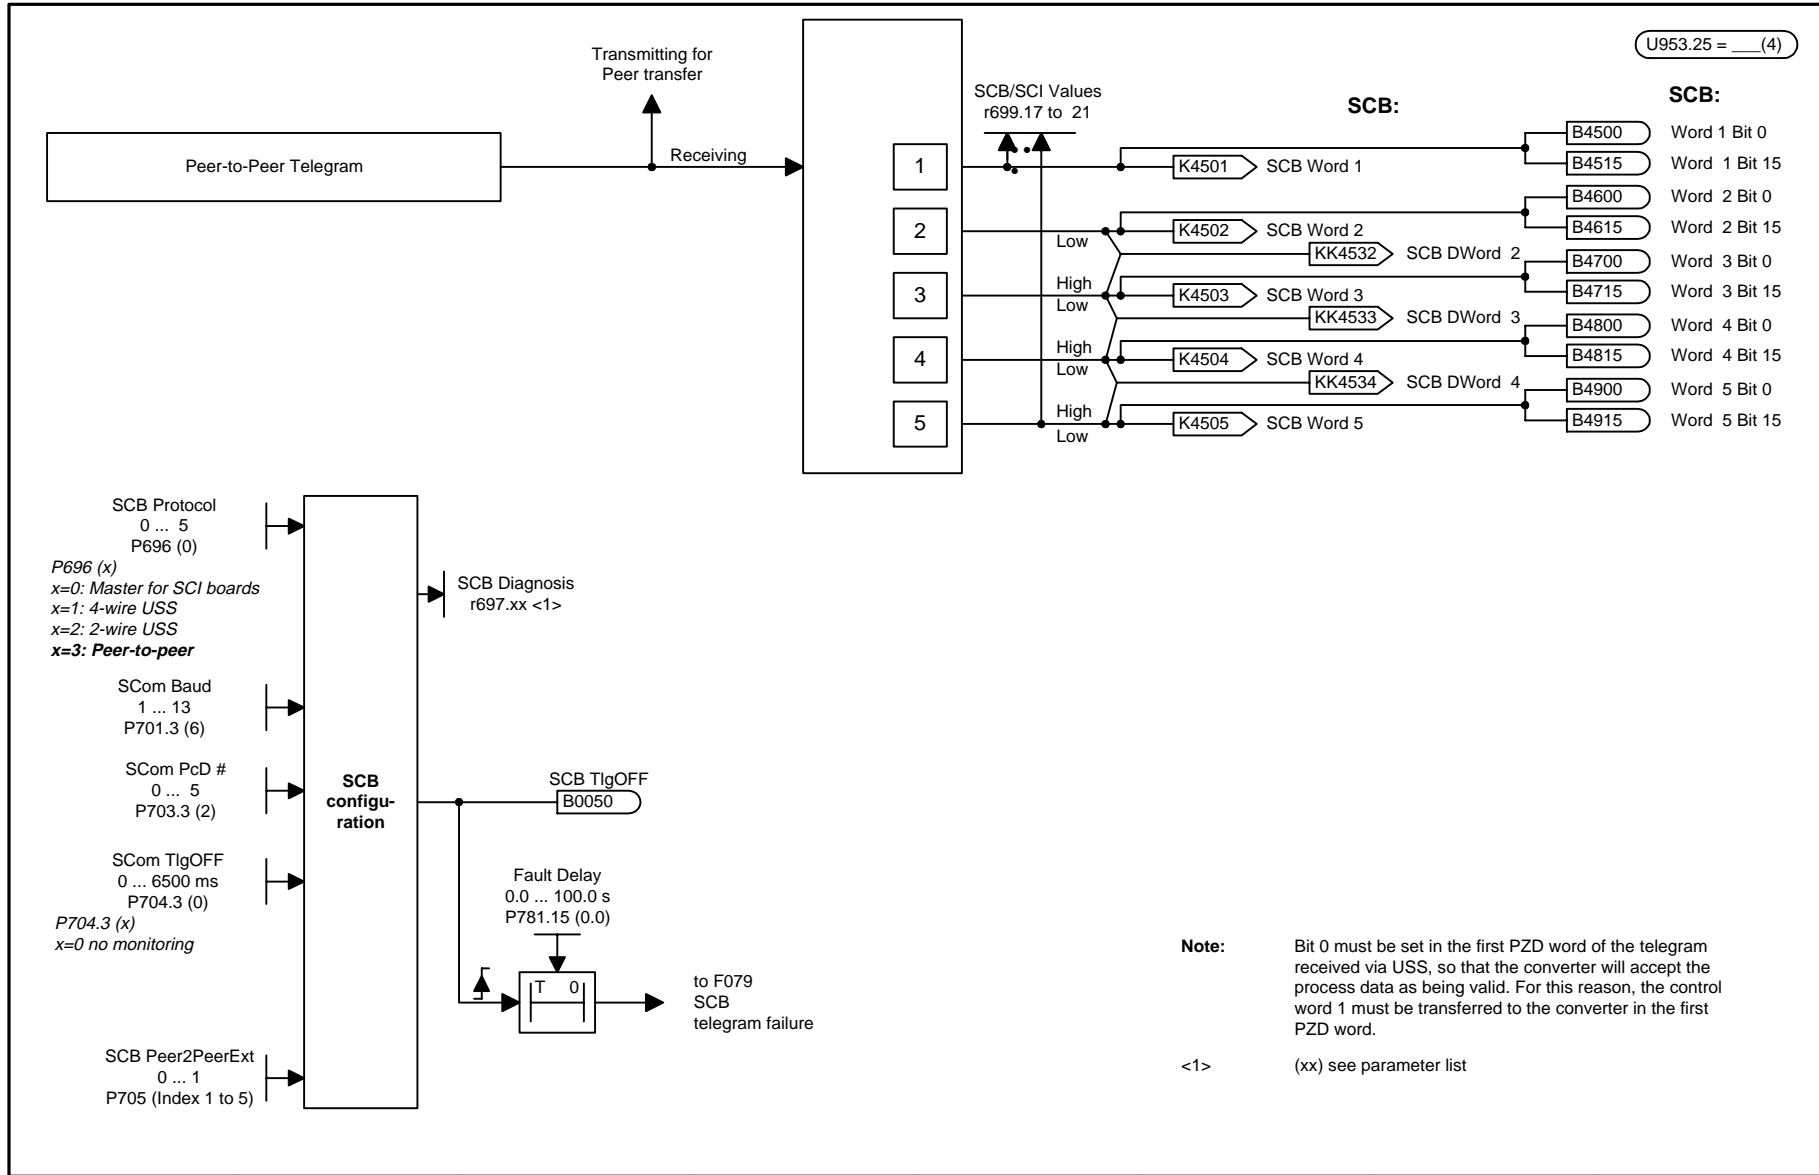 U953.25 = ___(4)
Transmitting for
Peer transfer
SCB/SCI Values
r699.17 to 21
SCB:
SCB:
Peer-to-Peer Telegram
Receiving
1
K4501
SCB Word 1
B4500
Word 1 Bit 0
B4515
Word 1 Bit 15
2
Low
K4502
SCB Word 2
B4600
Word 2 Bit 0
B4615
Word 2 Bit 15
KK4532
SCB DWord 2
3
High
Low
K4503
SCB Word 3
B4700
Word 3 Bit 0
B4715
Word 3 Bit 15
KK4533
SCB DWord 3
4
High
Low
K4504
SCB Word 4
B4800
Word 4 Bit 0
B4815
Word 4 Bit 15
KK4534
SCB DWord 4
5
High
Low
K4505
SCB Word 5
B4900
Word 5 Bit 0
B4915
Word 5 Bit 15
SCB Protocol
0 ... 5
P696 (0)
P696 (x)
x=0: Master for SCI boards
x=1: 4-wire USS
x=2: 2-wire USS
x=3: Peer-to-peer
SCB Diagnosis
r697.xx <1>
SCom Baud
1 ... 13
P701.3 (6)
SCom PcD #
0 ... 5
P703.3 (2)
SCB
configu-
ration
SCB TlgOFF
B0050
SCom TlgOFF
0 ... 6500 ms
P704.3 (0)
P704.3 (x)
x=0 no monitoring
Fault Delay
0.0 ... 100.0 s
P781.15 (0.0)
T 0
to F079
SCB
telegram failure
SCB Peer2PeerExt
0 ... 1
P705 (Index 1 to 5)
Note: Bit 0 must be set in the first PZD word of the telegram
received via USS, so that the converter will accept the
process data as being valid. For this reason, the control
word 1 must be transferred to the converter in the first
PZD word.
<1> (xx) see parameter list